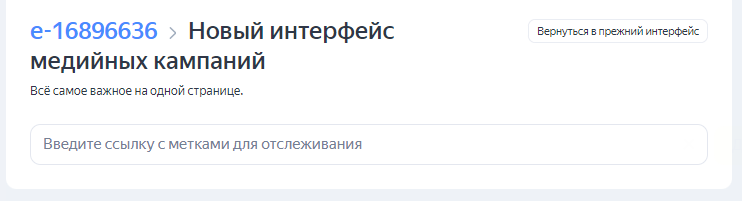 e-16896636 > Новый интерфейс
медийных кампаний
Вернуться в прежний интерфейс
Всё самое важное на одной странице.
Введите ссылку с метками для отслеживания